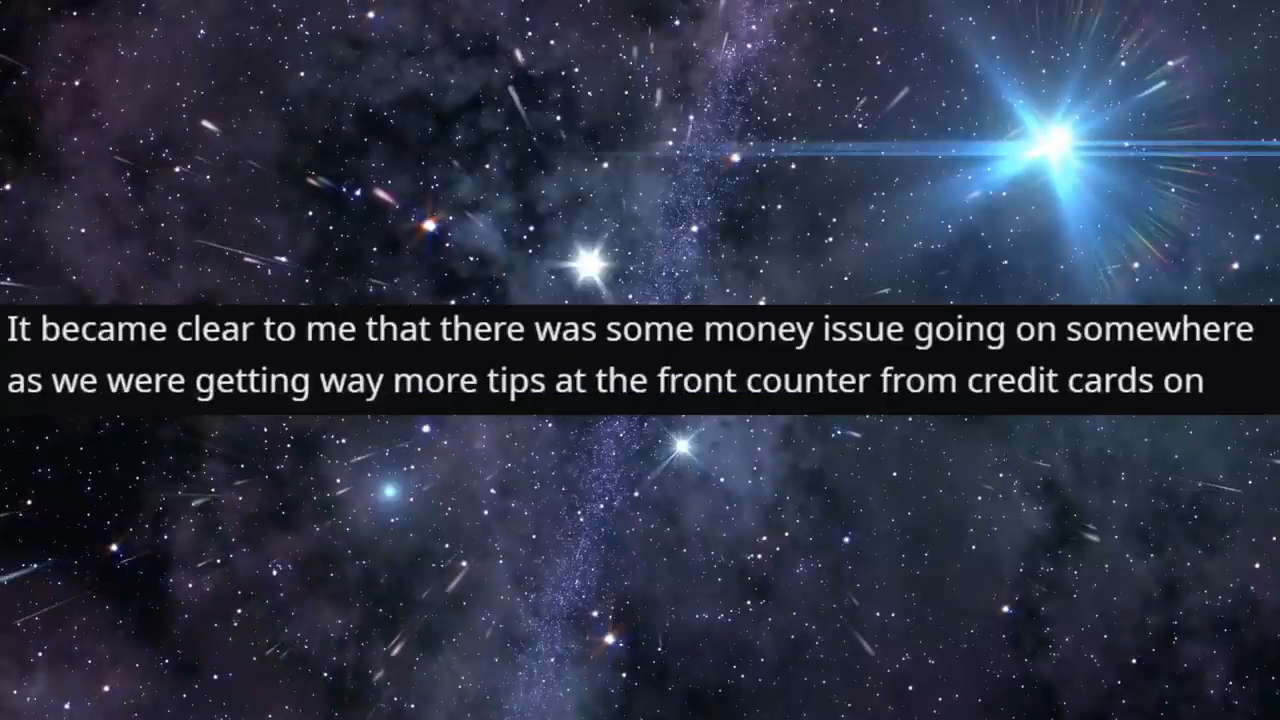 It became clear to me that there was some money issue going on somewhere
as we were getting way more tips at the front counter from credit cards on